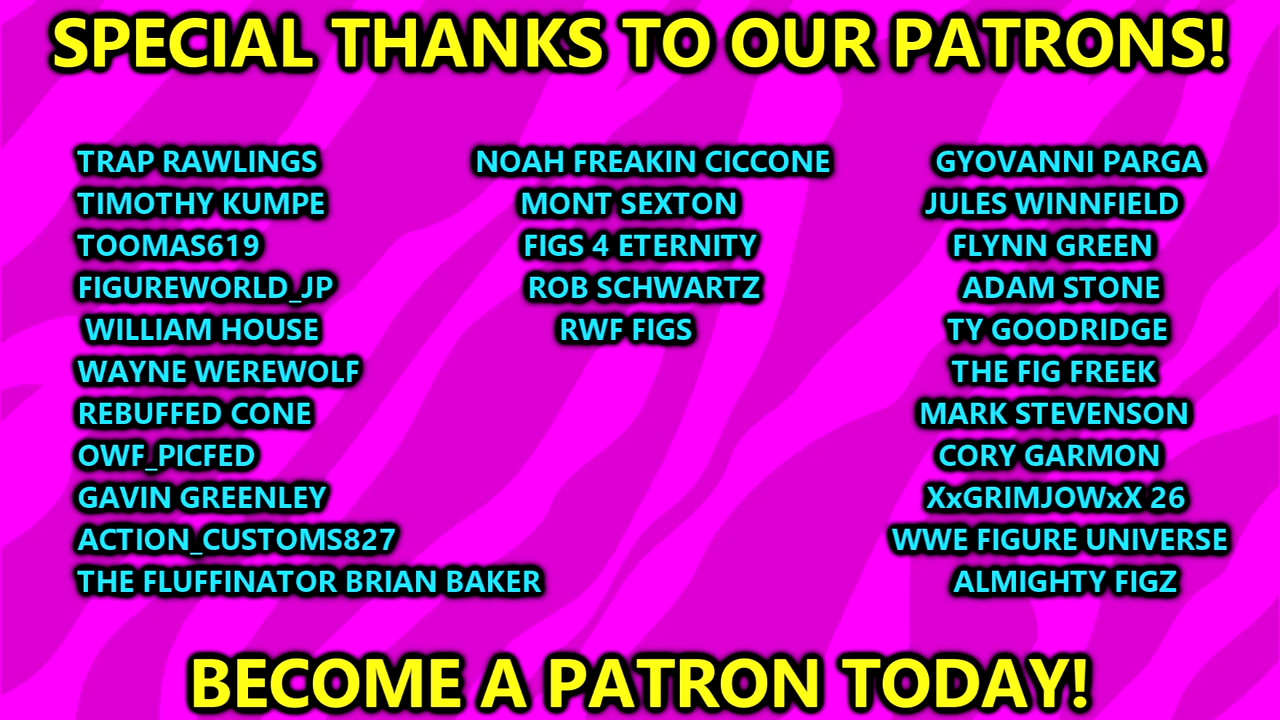 SPECIAL THANKS TO OUR PATRONS!
TRAP RAWLINGS
TIMOTHY KUMPE
TOOMAS619
FIGUREWORLD_JP
WILLIAM HOUSE
WAYNE WEREWOLF
REBUFFED CONE
OWF_PICFED
GAVIN GREENLEY
ACTION_CUSTOMS827
THE FLUFFINATOR BRIAN BAKER
NOAH FREAKIN CICCONE
MONT SEXTON
FIGS 4 ETERNITY
ROB SCHWARTZ
RWF FIGS
GYOVANNI PARGA
JULES WINNFIELD
FLYNN GREEN
ADAM STONE
TY GOODRIDGE
THE FIG FREEK
MARK STEVENSON
CORY GARMON
XxGRIMJOWxX 26
WWE FIGURE UNIVERSE
ALMIGHTY FIGZ
BECOME A PATRON TODAY!